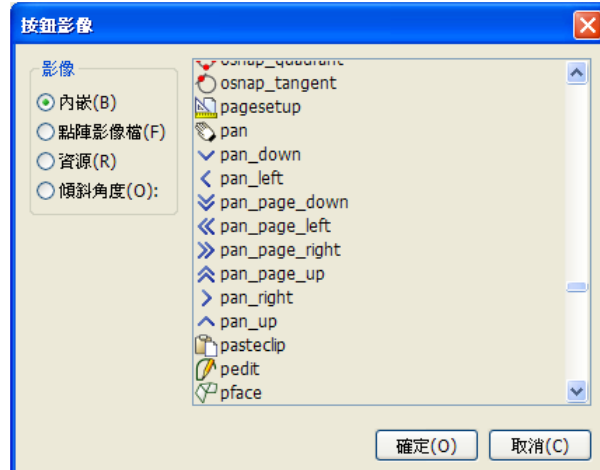 按鈕影像
影像
內嵌(B)
點陣影像檔(F)
資源(R)
傾斜角度(O):
osnap_quadrant
osnap_tangent
pagesetup
pan
pan_down
pan_left
pan_page_down
pan_page_left
pan_page_right
pan_page_up
pan_right
pan_up
pasteclip
pedit
pface
確定(O)
取消(C)